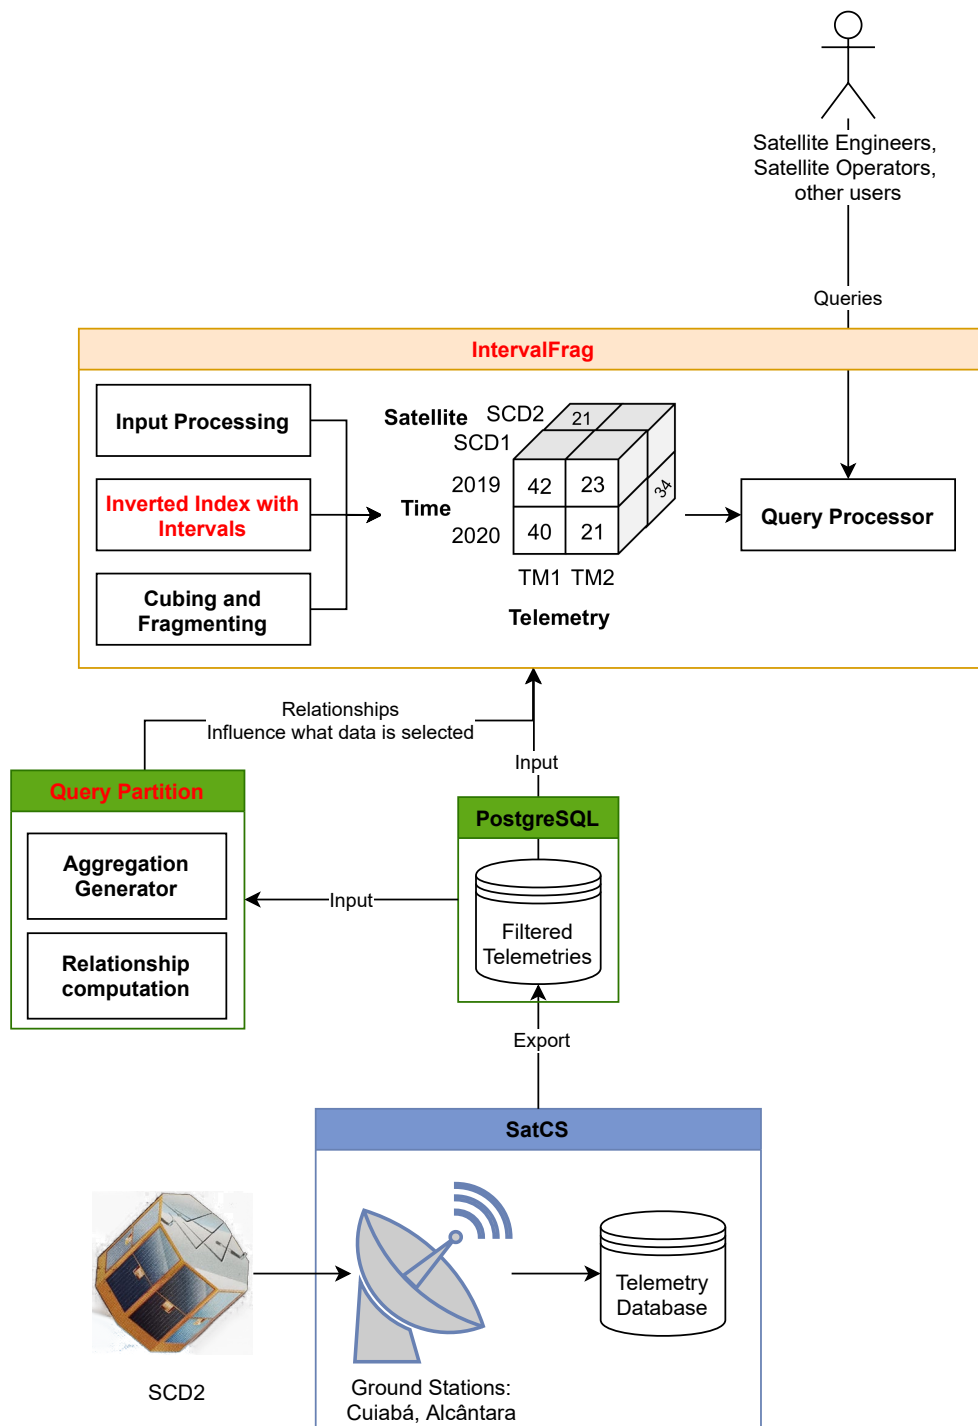 Satellite Engineers,
Satellite Operators,
other users
Queries
IntervalFrag
Input Processing
Inverted Index with
Intervals
Cubing and
Fragmenting
Satellite
SCD2
SCD1
21
Time
2019
42
23
34
2020
40
21
TM1 TM2
Telemetry
Query Processor
Relationships
Influence what data is selected
Input
Query Partition
Aggregation
Generator
Relationship
computation
Input
PostgreSQL
Filtered
Telemetries
Export
SatCS
Telemetry
Database
SCD2
Ground Stations:
Cuiabá, Alcântara